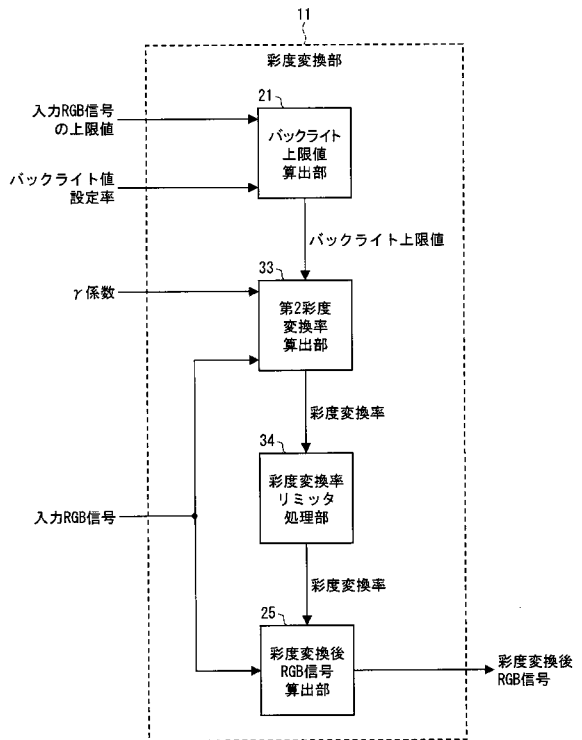 11
彩度変換部
入力RGB信号
の上限値
21
バックライト
上限値
算出部
バックライト値
設定率
バックライト上限値
33
γ係数
第2彩度
変換率
算出部
彩度変換率
34
彩度変換率
リミッタ
処理部
入力RGB信号
彩度変換率
25
彩度変換後
RGB信号
算出部
彩度変換後
RGB信号